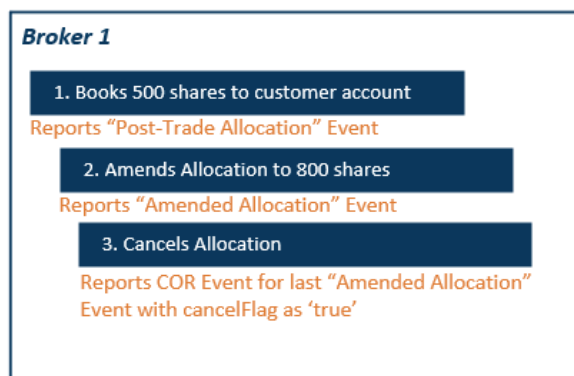 Broker 1
1. Books 500 shares to customer account
Reports “Post-Trade Allocation” Event
2. Amends Allocation to 800 shares
Reports “Amended Allocation” Event
3. Cancels Allocation
Reports COR Event for last “Amended Allocation”
Event with cancelFlag as ‘true’